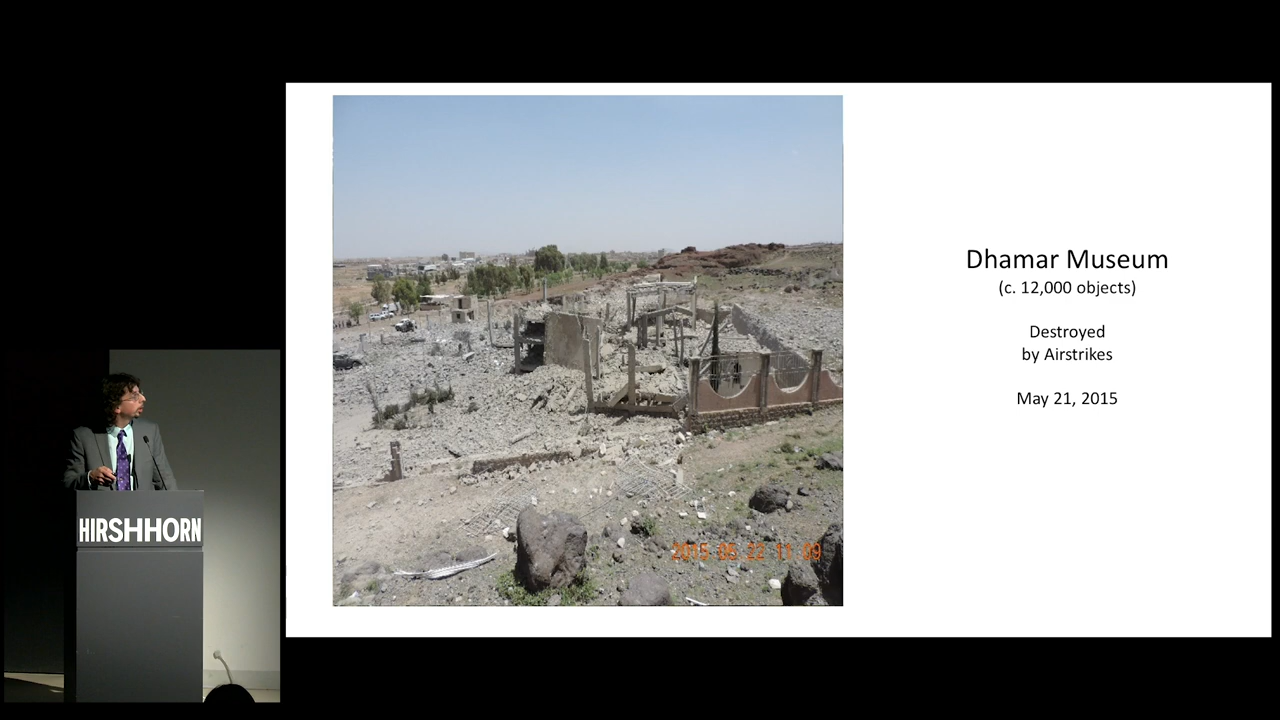 Dhamar Museum
(c. 12,000 objects)
Destroyed
by Airstrikes
May 21, 2015
2015 05 22 11 09
HIRSHHORN